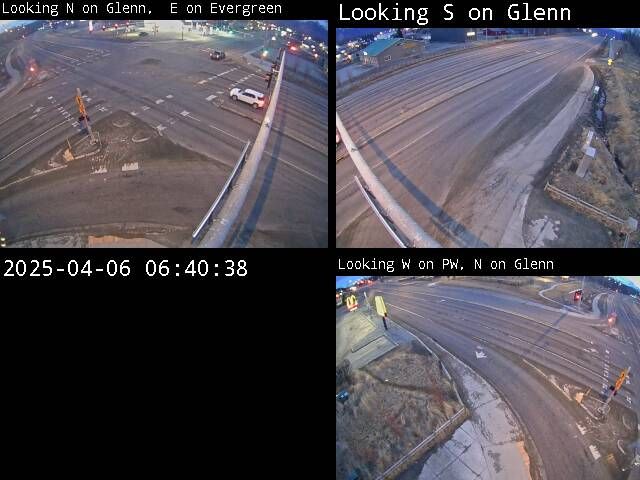 Looking N on Glenn,  E on Evergreen
Looking S on Glenn
2025-04-06 06:40:38
Looking W on PW, N on Glenn